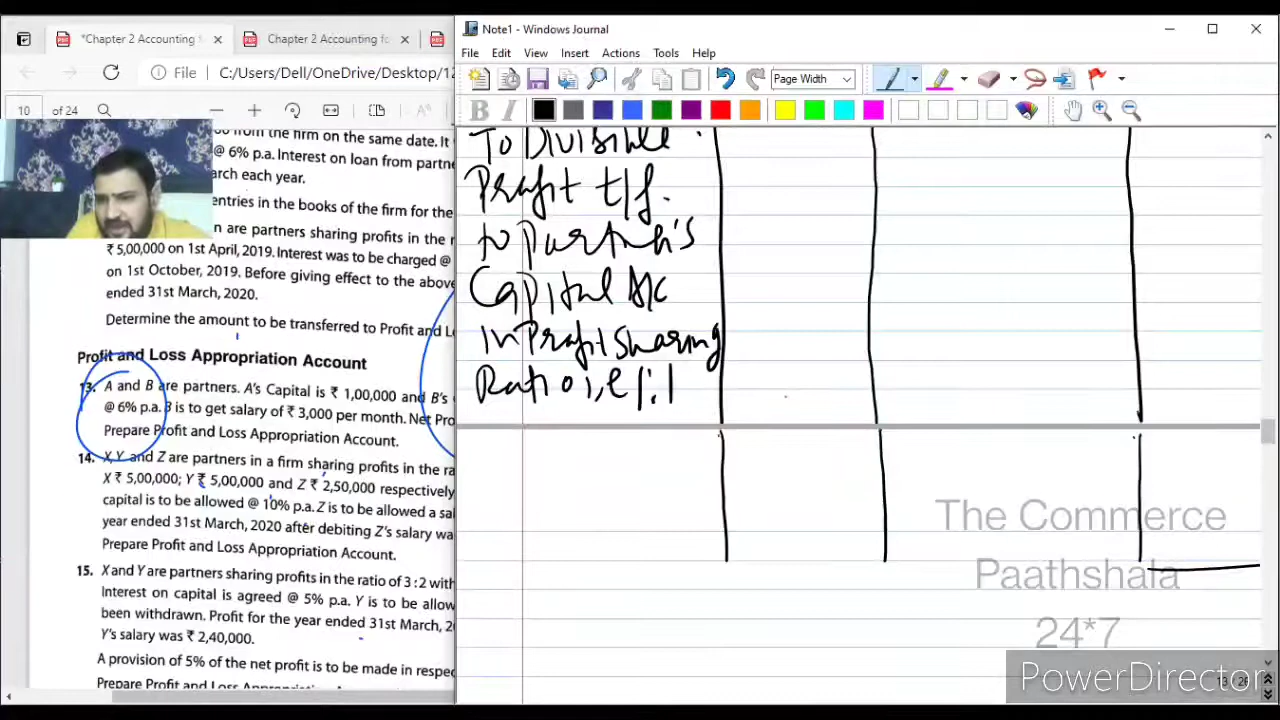 *Chapter 2 Accounting
Chapter 2 Accounting fo
Note1 - Windows Journal
File Edit View Insert Actions Tools Help
File C:/Users/Dell/OneDrive/Desktop/12
Page Width
10 of 24
B I
from the firm on the same date. It
@ 6% p.a. Interest on loan from partne
arch each year.
entries in the books of the firm for the
n are partners sharing profits in the r
₹ 5,00,000 on 1st April, 2019. Interest was to be charged @
on 1st October, 2019. Before giving effect to the above
ended 31st March, 2020.
Determine the amount to be transferred to Profit and Lo
Profit and Loss Appropriation Account
13. A and B are partners. A's Capital is ₹ 1,00,000 and B's
@ 6% p.a. B is to get salary of ₹ 3,000 per month. Net Pro
Prepare Profit and Loss Appropriation Account.
14. X, Y and Z are partners in a firm sharing profits in the ra
X ₹ 5,00,000; Y ₹ 5,00,000 and Z ₹ 2,50,000 respectively
capital is to be allowed @ 10% p.a. Z is to be allowed a sal
year ended 31st March, 2020 after debiting Z's salary wa
Prepare Profit and Loss Appropriation Account.
15. X and Y are partners sharing profits in the ratio of 3 : 2 with
Interest on capital is agreed @ 5% p.a. Y is to be allow
been withdrawn. Profit for the year ended 31st March, 20
Y's salary was ₹ 2,40,000.
A provision of 5% of the net profit is to be made in respec
Prepare Profit and Loss Appropriation Account
To Divisible
Profit t/f.
to Partner's
Capital A/c
In Profit Sharing
Ratio i,e 1:1
The Commerce
Paathshala
24*7
PowerDirector